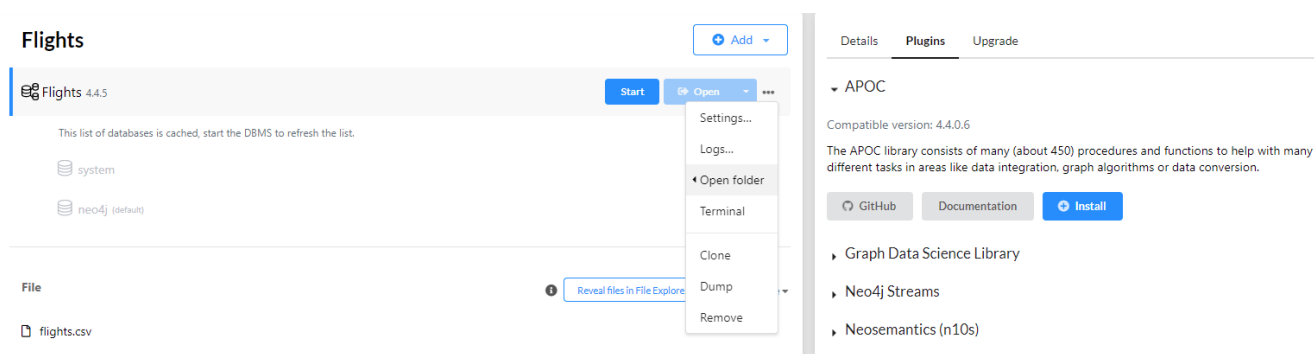 Flights
Add
Flights 4.4.5
Start
Open
This list of databases is cached, start the DBMS to refresh the list.
system
neo4j (default)
Settings...
Logs...
Open folder
Terminal
Clone
Dump
Remove
File
Reveal files in File Explore
flights.csv
Details
Plugins
Upgrade
APOC
Compatible version: 4.4.0.6
The APOC library consists of many (about 450) procedures and functions to help with many
different tasks in areas like data integration, graph algorithms or data conversion.
GitHub
Documentation
Install
Graph Data Science Library
Neo4j Streams
Neosemantics (n10s)